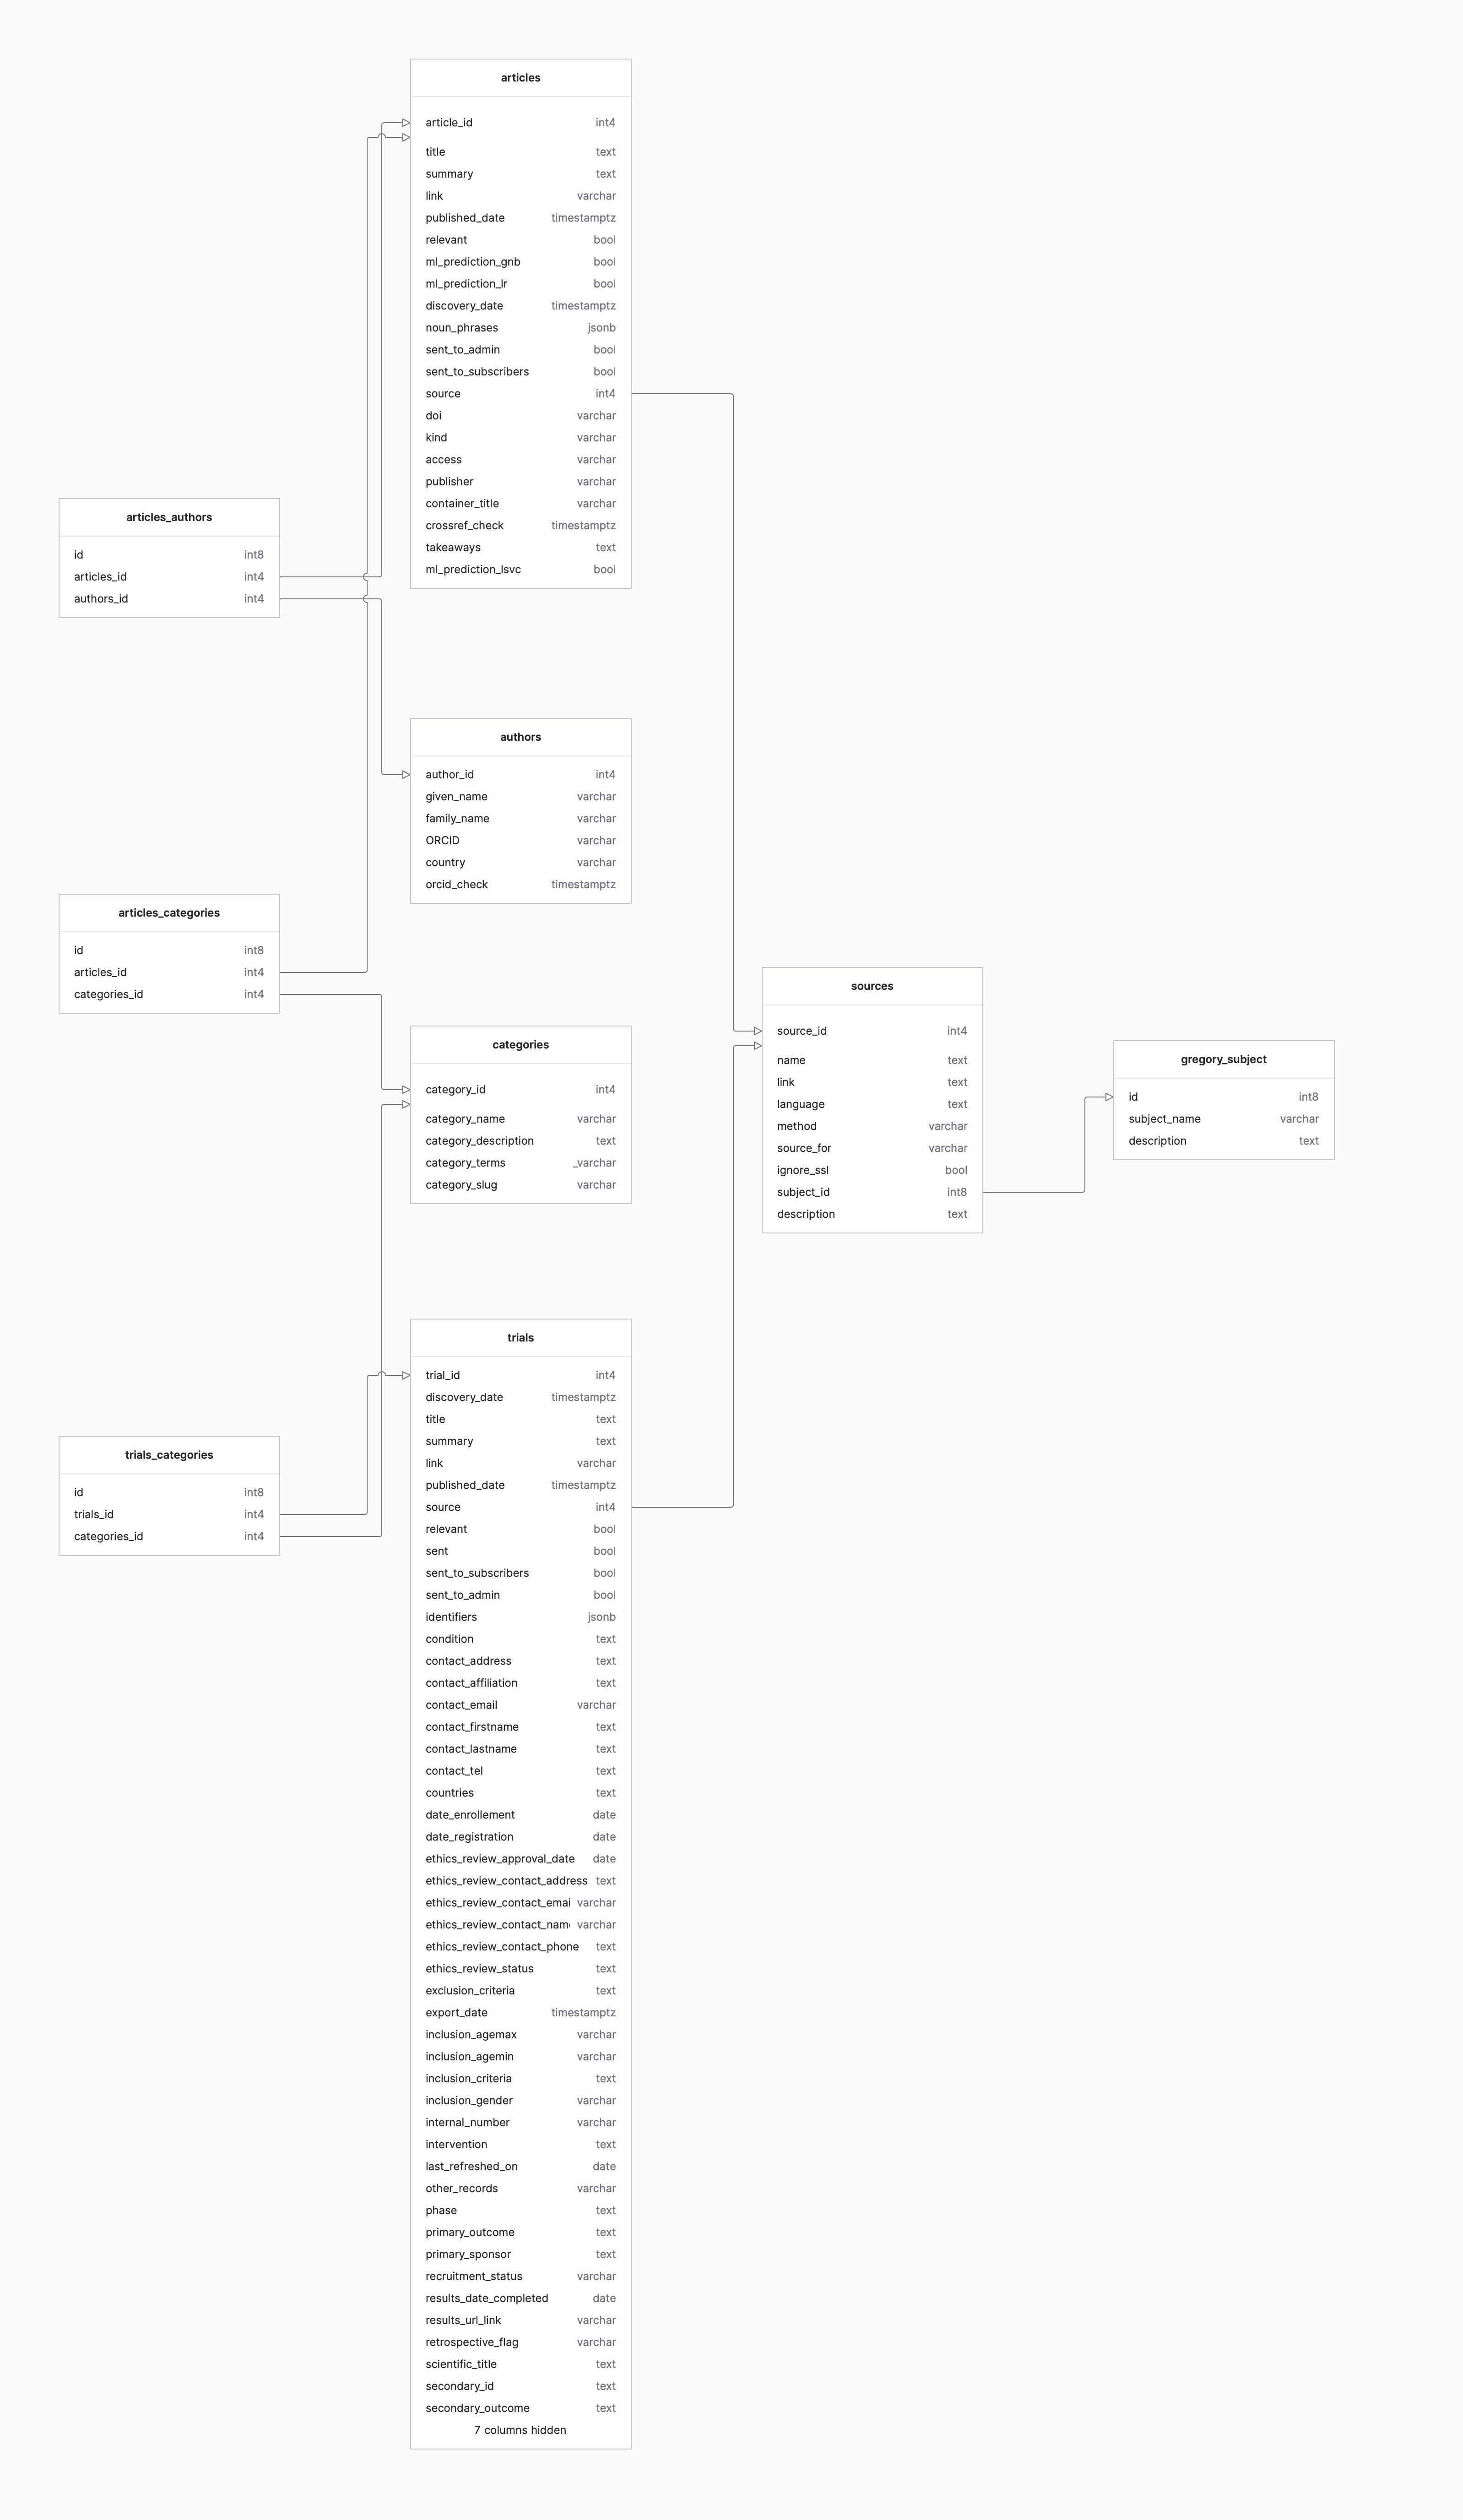 articles
article_id int4
title text
summary text
link varchar
published_date timestamptz
relevant bool
ml_prediction_gnb bool
ml_prediction_lr bool
discovery_date timestamptz
noun_phrases jsonb
sent_to_admin bool
sent_to_subscribers bool
source int4
doi varchar
kind varchar
access varchar
publisher varchar
container_title varchar
crossref_check timestamptz
takeaways text
ml_prediction_lsvc bool
articles_authors
id int8
articles_id int4
authors_id int4
authors
author_id int4
given_name varchar
family_name varchar
ORCID varchar
country varchar
orcid_check timestamptz
articles_categories
id int8
articles_id int4
categories_id int4
categories
category_id int4
category_name varchar
category_description text
category_terms _varchar
category_slug varchar
sources
source_id int4
name text
link text
language text
method varchar
source_for varchar
ignore_ssl bool
subject_id int8
description text
gregory_subject
id int8
subject_name varchar
description text
trials_categories
id int8
trials_id int4
categories_id int4
trials
trial_id int4
discovery_date timestamptz
title text
summary text
link varchar
published_date timestamptz
source int4
relevant bool
sent bool
sent_to_subscribers bool
sent_to_admin bool
identifiers jsonb
condition text
contact_address text
contact_affiliation text
contact_email varchar
contact_firstname text
contact_lastname text
contact_tel text
countries text
date_enrollement date
date_registration date
ethics_review_approval_date date
ethics_review_contact_address text
ethics_review_contact_emai varchar
ethics_review_contact_nam varchar
ethics_review_contact_phone text
ethics_review_status text
exclusion_criteria text
export_date timestamptz
inclusion_agemax varchar
inclusion_agemin varchar
inclusion_criteria text
inclusion_gender varchar
internal_number varchar
intervention text
last_refreshed_on date
other_records varchar
phase text
primary_outcome text
primary_sponsor text
recruitment_status varchar
results_date_completed date
results_url_link varchar
retrospective_flag varchar
scientific_title text
secondary_id text
secondary_outcome text
7 columns hidden